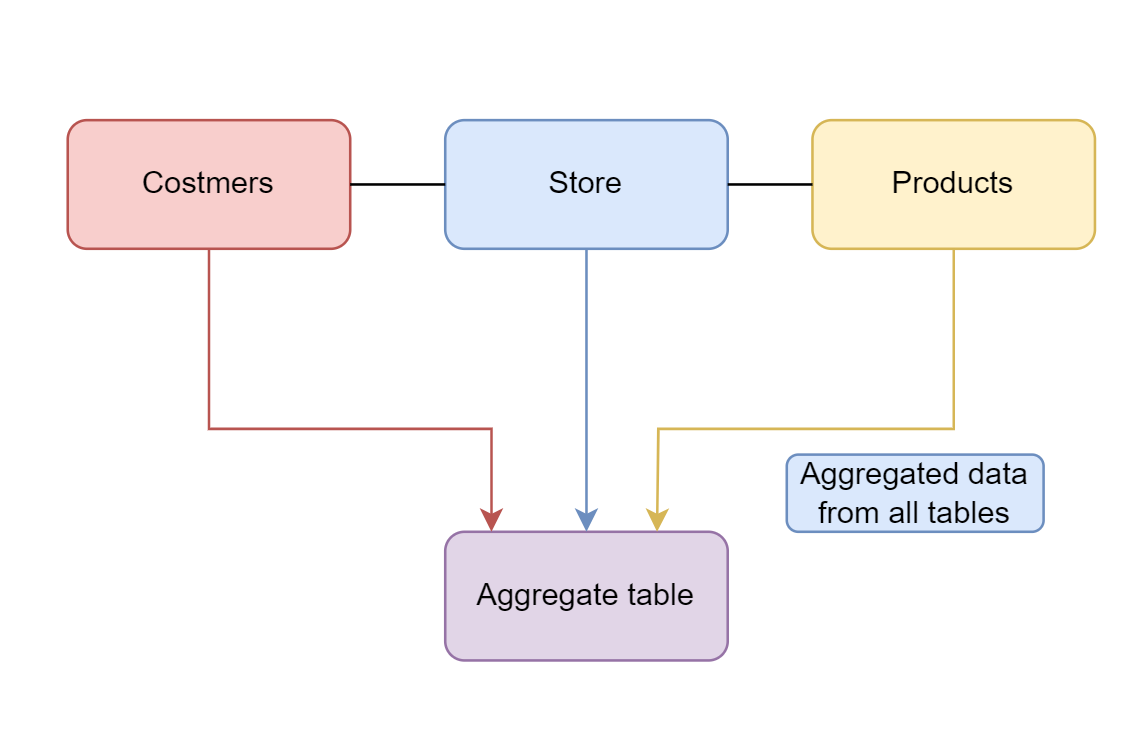 Costmers
Store
Products
Aggregated data
from all tables
Aggregate table